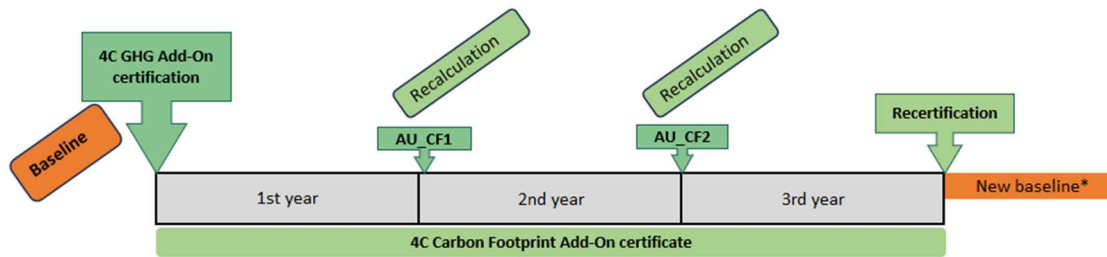 4C GHG Add-On
certification
Baseline
Recalculation
AU_CF1
Recalculation
AU_CF2
Recertification
1st year
2nd year
3rd year
New baseline*
4C Carbon Footprint Add-On certificate